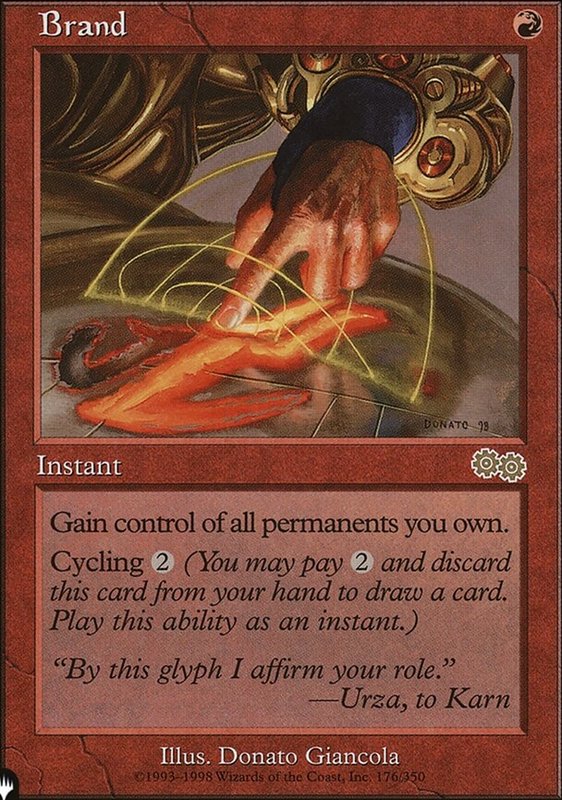 Brand
DONATO 98
Instant
Gain control of all permanents you own.
Cycling 2 (You may pay 2 and discard
this card from your hand to draw a card.
Play this ability as an instant.)
“By this glyph I affirm your role.”
—Urza, to Karn
Illus. Donato Giancola
©1993–1998 Wizards of the Coast, Inc. 176/350